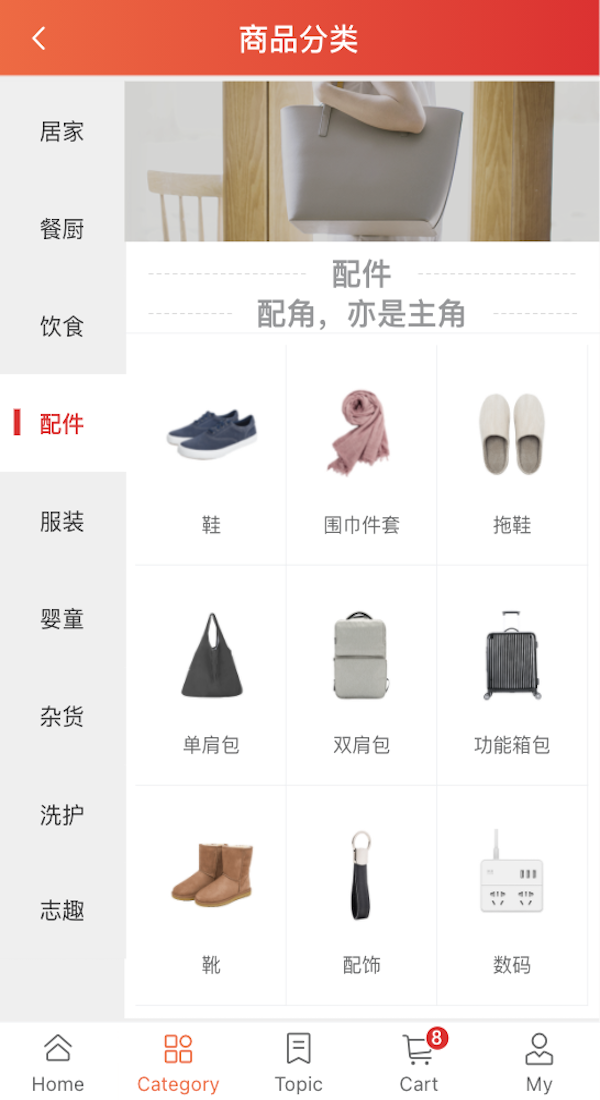 商品分类
居家
餐厨
饮食
配件
服装
婴童
杂货
洗护
志趣
配件
配角，亦是主角
鞋
围巾件套
拖鞋
单肩包
双肩包
功能箱包
靴
配饰
数码
8
Home
Category
Topic
Cart
My